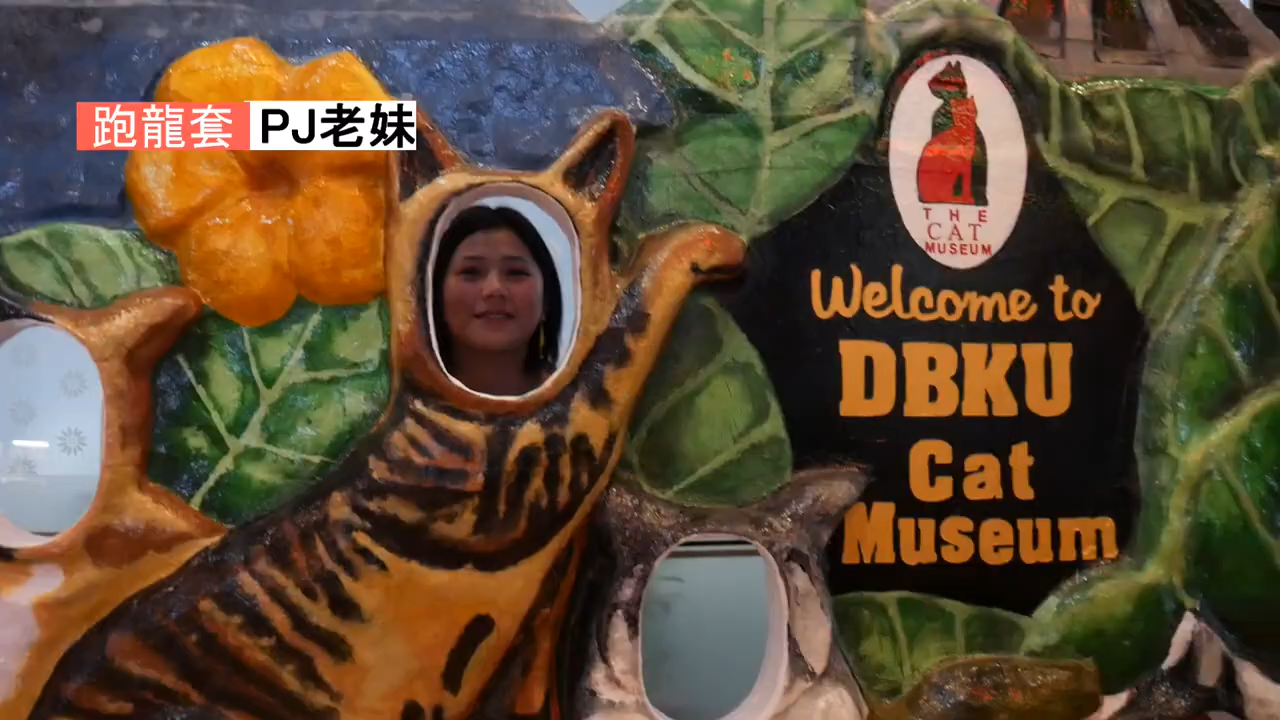 跑龍套 PJ老妹
THE
CAT
MUSEUM
Welcome to
DBKU
Cat
Museum